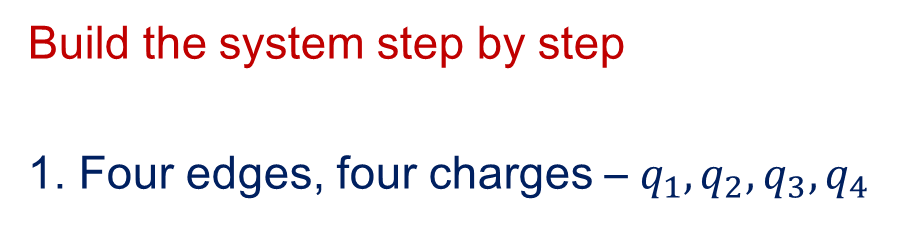 Build the system step by step
1. Four edges, four charges – 𝑞₁, 𝑞₂, 𝑞₃, 𝑞₄